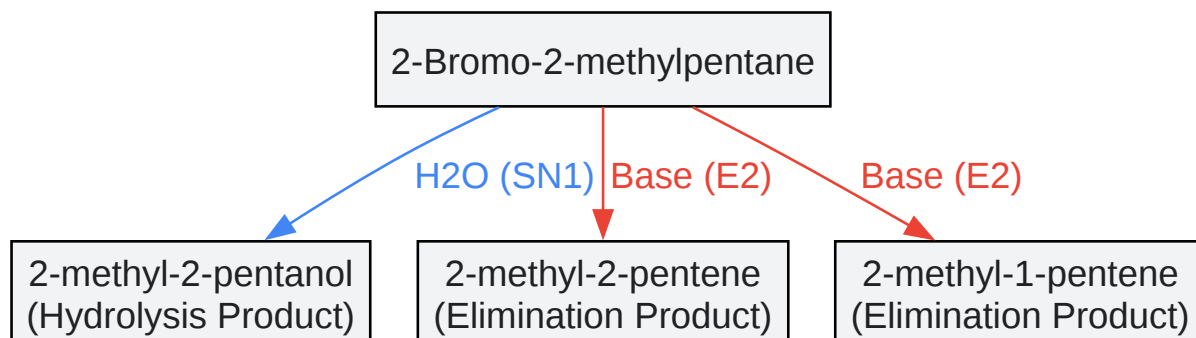 2-Bromo-2-methylpentane
H2O (SN1)
Base (E2)
Base (E2)
2-methyl-2-pentanol
(Hydrolysis Product)
2-methyl-2-pentene
(Elimination Product)
2-methyl-1-pentene
(Elimination Product)